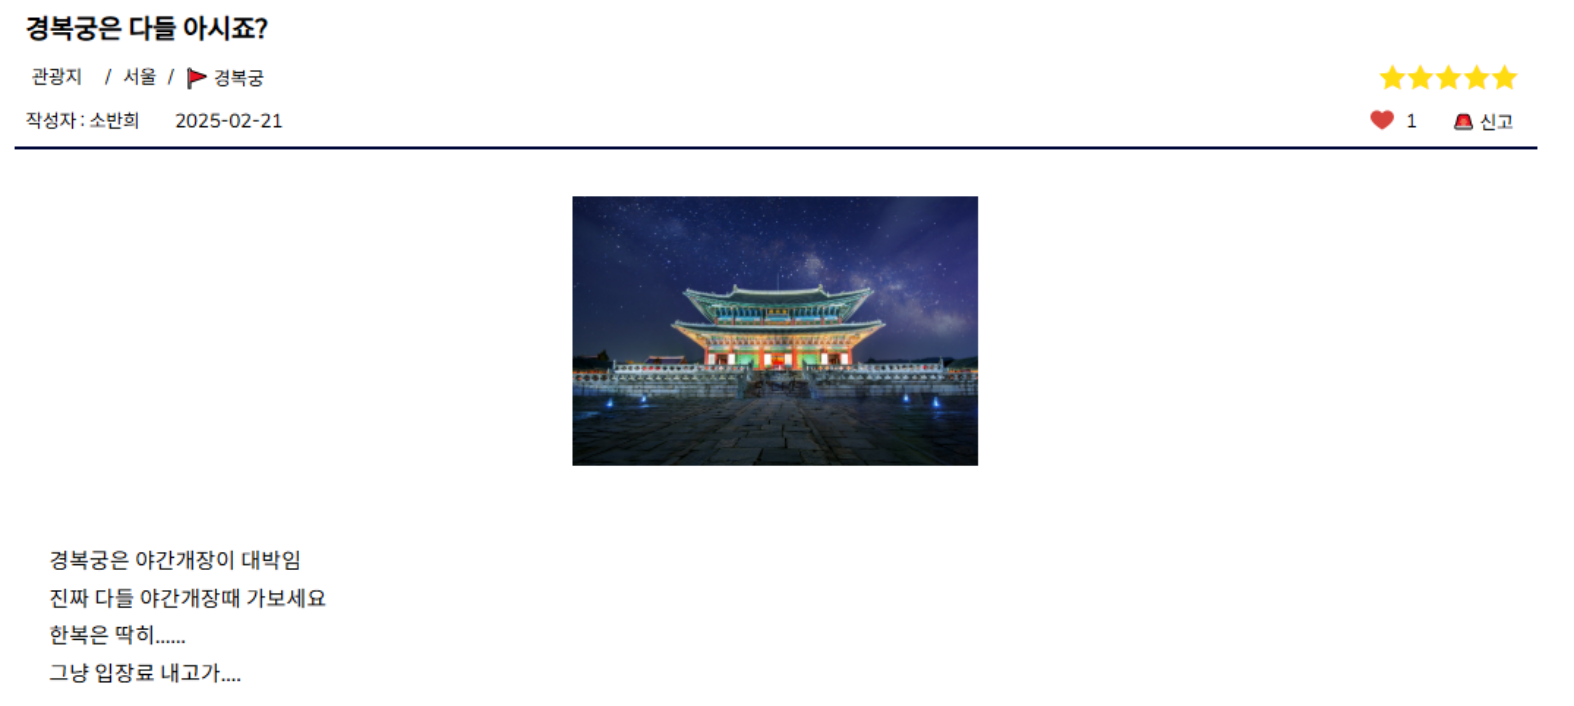 경복궁은 다들 아시죠?
관광지 / 서울 / 경복궁
작성자 : 소반희 2025-02-21
1 신고
경복궁은 야간개장이 대박임
진짜 다들 야간개장때 가보세요
한복은 딱히......
그냥 입장료 내고가....